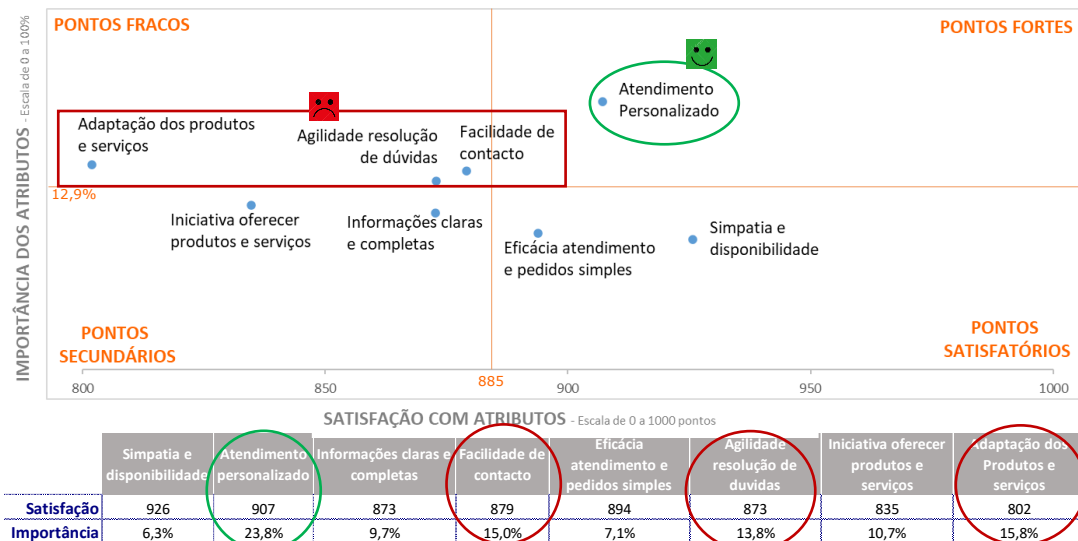 PONTOS FRACOS
PONTOS FORTES
IMPORTÂNCIA DOS ATRIBUTOS - Escala de 0 a 100%
Atendimento
Personalizado
Adaptação dos produtos
e serviços
Agilidade resolução
de dúvidas
Facilidade de
contacto
12,9%
Iniciativa oferecer
produtos e serviços
Informações claras
e completas
Eficácia atendimento
e pedidos simples
Simpatia e
disponibilidade
PONTOS
SECUNDÁRIOS
PONTOS
SATISFATÓRIOS
800 850 885 900 950 1000
SATISFAÇÃO COM ATRIBUTOS - Escala de 0 a 1000 pontos
Simpatia e
disponibilidade
Atendimento
personalizado
Informações claras e
completas
Facilidade de
contacto
Eficácia
atendimento e
pedidos simples
Agilidade
resolução de
duvidas
Iniciativa oferecer
produtos e
serviços
Adaptação dos
Produtos e
serviços
Satisfação 926 907 873 879 894 873 835 802
Importância 6,3% 23,8% 9,7% 15,0% 7,1% 13,8% 10,7% 15,8%